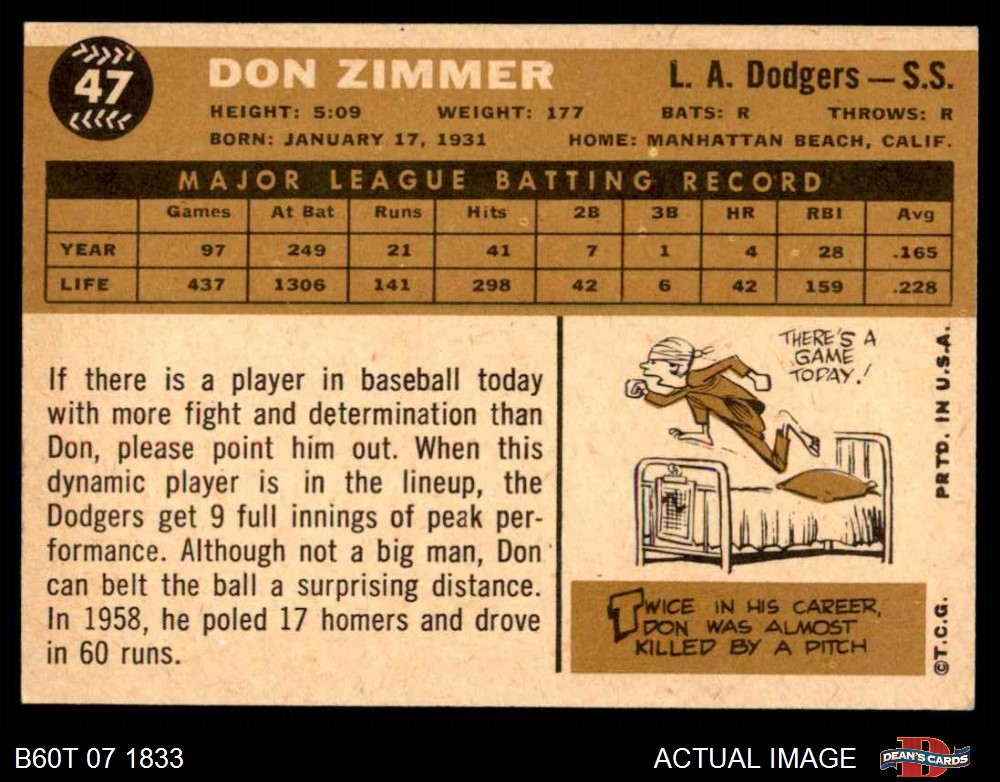 47
DON ZIMMER
L. A. Dodgers — S.S.
HEIGHT: 5:09 WEIGHT: 177 BATS: R THROWS: R
BORN: JANUARY 17, 1931 HOME: MANHATTAN BEACH, CALIF.
MAJOR LEAGUE BATTING RECORD
Games At Bat Runs Hits 2B 3B HR RBI Avg
YEAR 97 249 21 41 7 1 4 28 .165
LIFE 437 1306 141 298 42 6 42 159 .228
If there is a player in baseball today
with more fight and determination than
Don, please point him out. When this
dynamic player is in the lineup, the
Dodgers get 9 full innings of peak per-
formance. Although not a big man, Don
can belt the ball a surprising distance.
In 1958, he poled 17 homers and drove
in 60 runs.
THERE'S A
GAME
TODAY!
TWICE IN HIS CAREER,
DON WAS ALMOST
KILLED BY A PITCH
©T.C.G. PRTD. IN U.S.A.
B60T 07 1833
ACTUAL IMAGE
D
DEAN'S CARDS